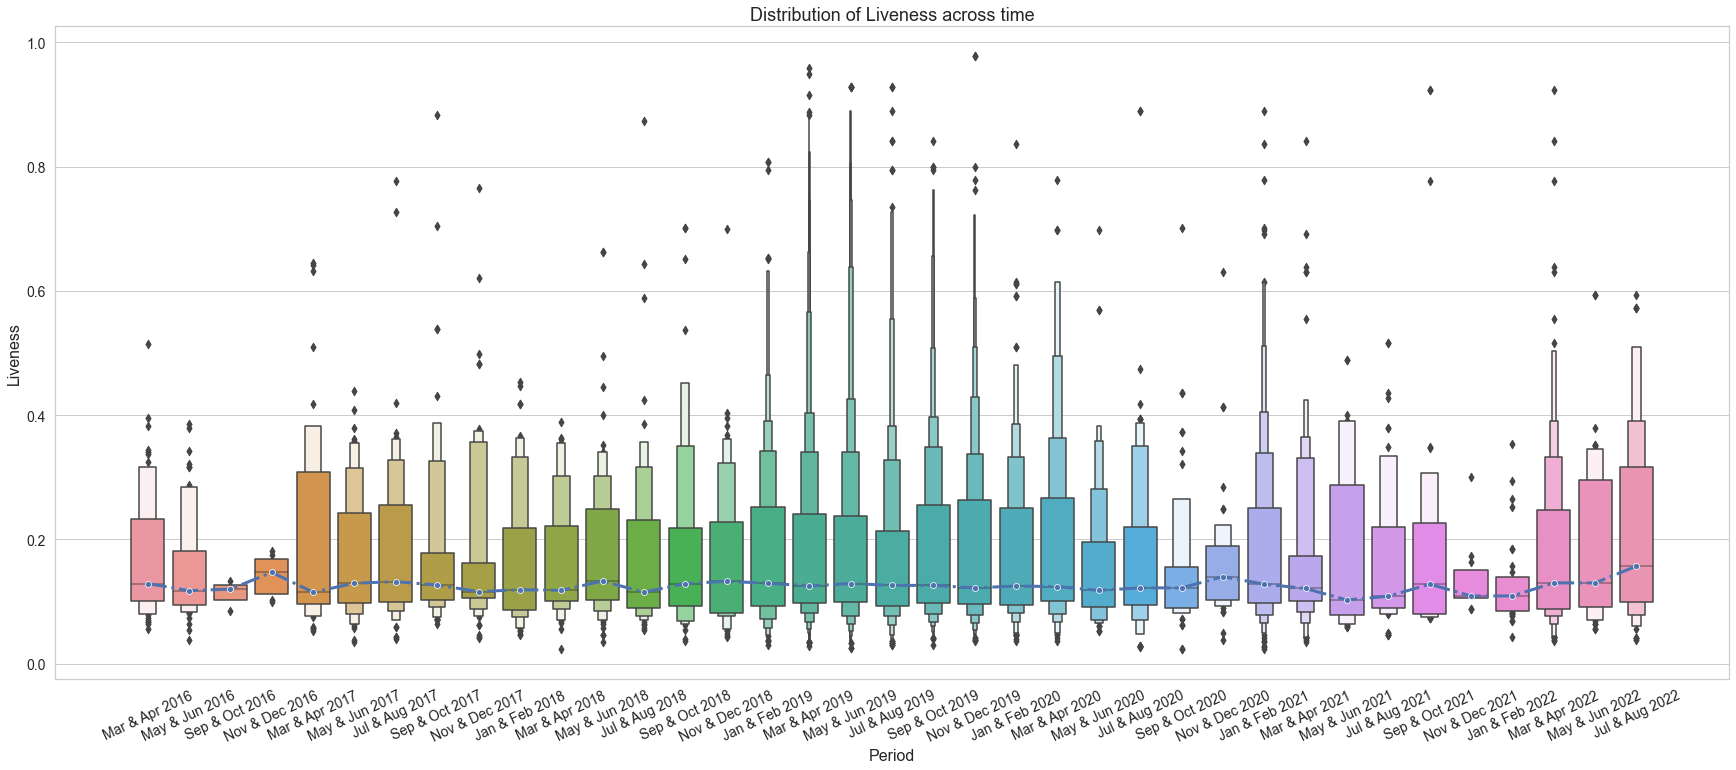 Distribution of Liveness across time
1.0
0.8
0.6
0.4
0.2
0.0
Liveness
Mar & Apr 2016
May & Jun 2016
Sep & Oct 2016
Nov & Dec 2016
Mar & Apr 2017
May & Jun 2017
Jul & Aug 2017
Sep & Oct 2017
Nov & Dec 2017
Jan & Feb 2018
Mar & Apr 2018
May & Jun 2018
Jul & Aug 2018
Sep & Oct 2018
Nov & Dec 2018
Jan & Feb 2019
Mar & Apr 2019
May & Jun 2019
Jul & Aug 2019
Sep & Oct 2019
Nov & Dec 2019
Jan & Feb 2020
Mar & Apr 2020
May & Jun 2020
Jul & Aug 2020
Sep & Oct 2020
Nov & Dec 2020
Jan & Feb 2021
Mar & Apr 2021
May & Jun 2021
Jul & Aug 2021
Sep & Oct 2021
Nov & Dec 2021
Jan & Feb 2022
Mar & Apr 2022
May & Jun 2022
Jul & Aug 2022
Period